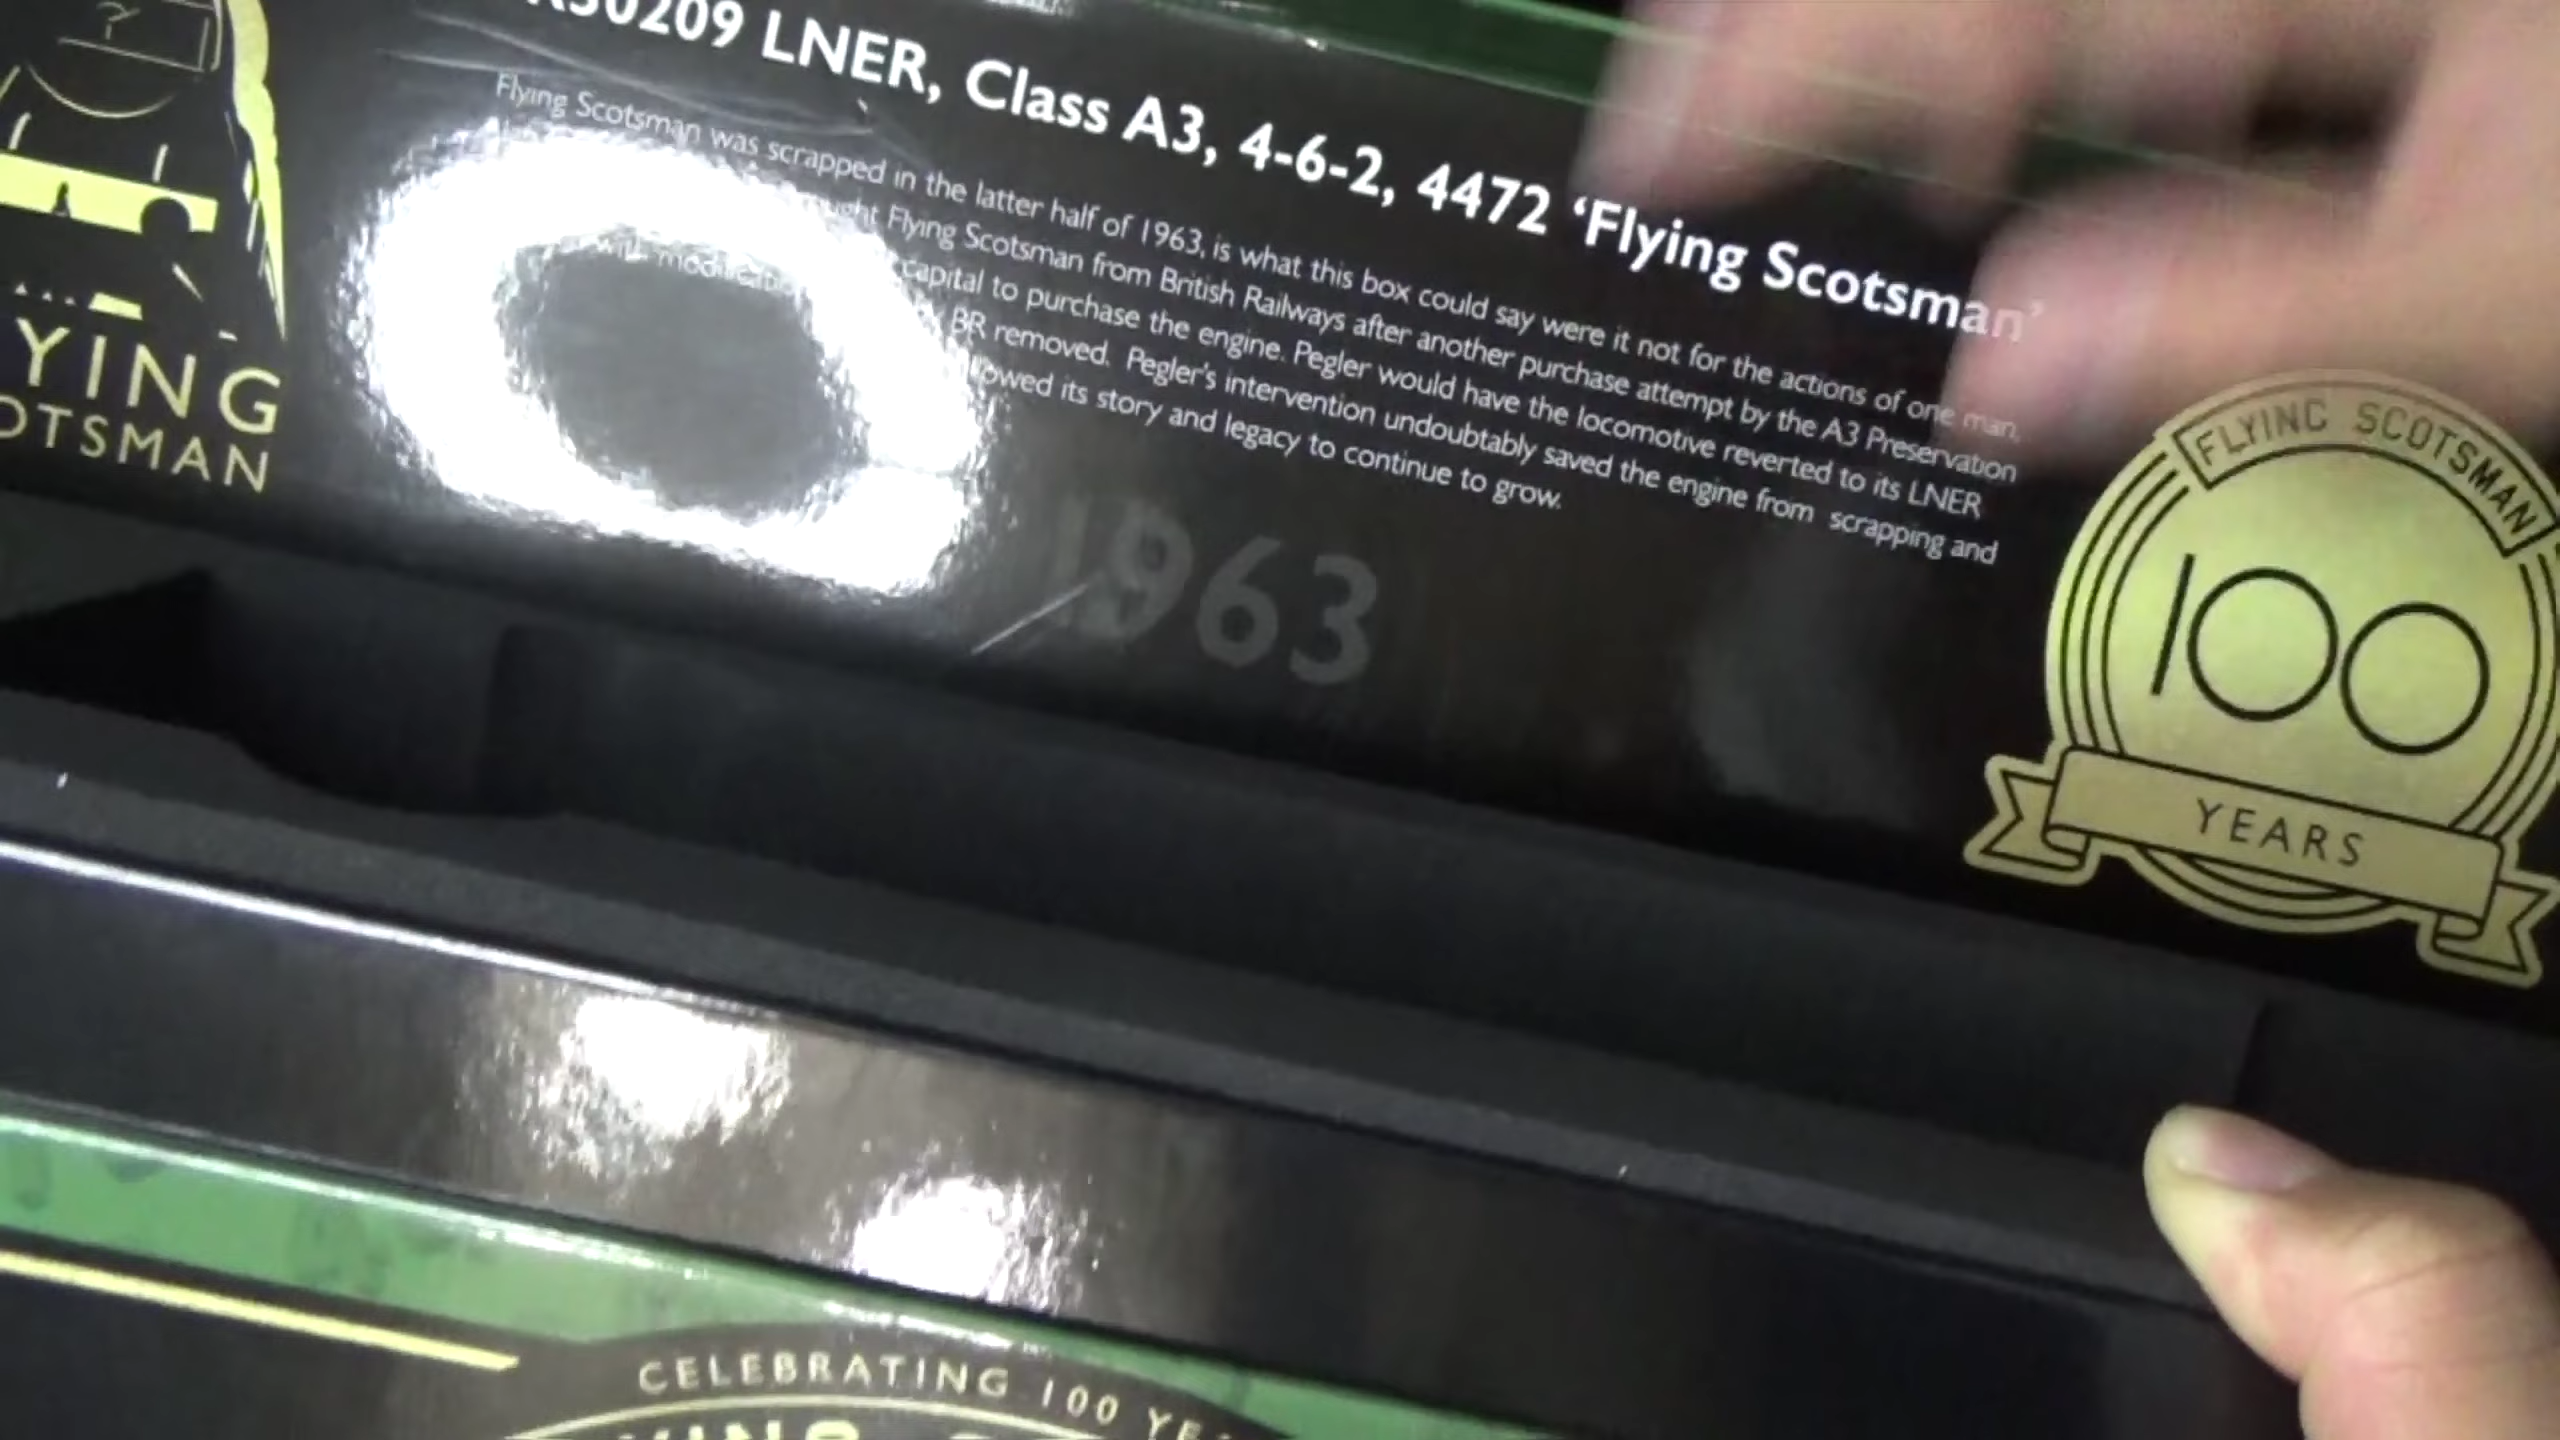 R30209 LNER, Class A3, 4-6-2, 4472 ‘Flying Scotsman’
Flying Scotsman was scrapped in the latter half of 1963, is what this box could say were it not for the actions of one man,
Flying Scotsman from British Railways after another purchase attempt by the A3 Preservation
capital to purchase the engine. Pegler would have the locomotive reverted to its LNER
with BR removed. Pegler's intervention undoubtably saved the engine from scrapping and
its story and legacy to continue to grow.
1963
YING
OTSMAN
FLYING SCOTSMAN
100
YEARS
CELEBRATING 100 YE